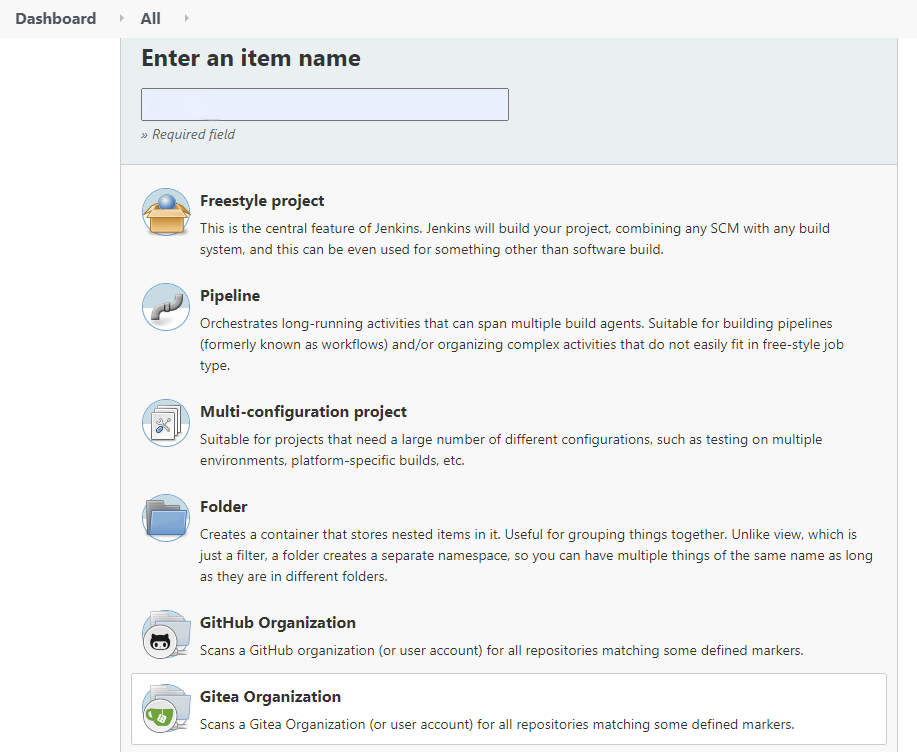 Dashboard All
Enter an item name
» Required field
Freestyle project
This is the central feature of Jenkins. Jenkins will build your project, combining any SCM with any build
system, and this can be even used for something other than software build.
Pipeline
Orchestrates long-running activities that can span multiple build agents. Suitable for building pipelines
(formerly known as workflows) and/or organizing complex activities that do not easily fit in free-style job
type.
Multi-configuration project
Suitable for projects that need a large number of different configurations, such as testing on multiple
environments, platform-specific builds, etc.
Folder
Creates a container that stores nested items in it. Useful for grouping things together. Unlike view, which is
just a filter, a folder creates a separate namespace, so you can have multiple things of the same name as long
as they are in different folders.
GitHub Organization
Scans a GitHub organization (or user account) for all repositories matching some defined markers.
Gitea Organization
Scans a Gitea Organization (or user account) for all repositories matching some defined markers.